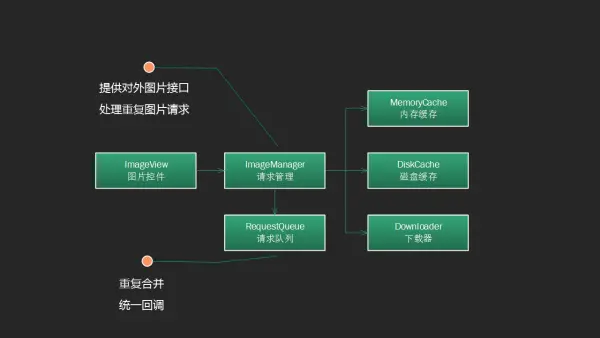 提供对外图片接口
处理重复图片请求
MemoryCache
内存缓存
ImageView
图片控件
ImageManager
请求管理
DiskCache
磁盘缓存
RequestQueue
请求队列
Downloader
下载器
重复合并
统一回调